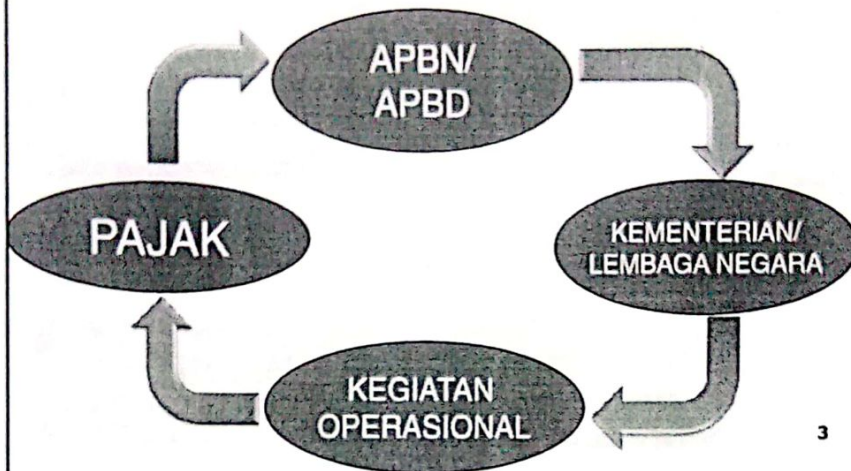 APBN/
APBD
PAJAK
KEMENTERIAN/
LEMBAGA NEGARA
KEGIATAN
OPERASIONAL
3